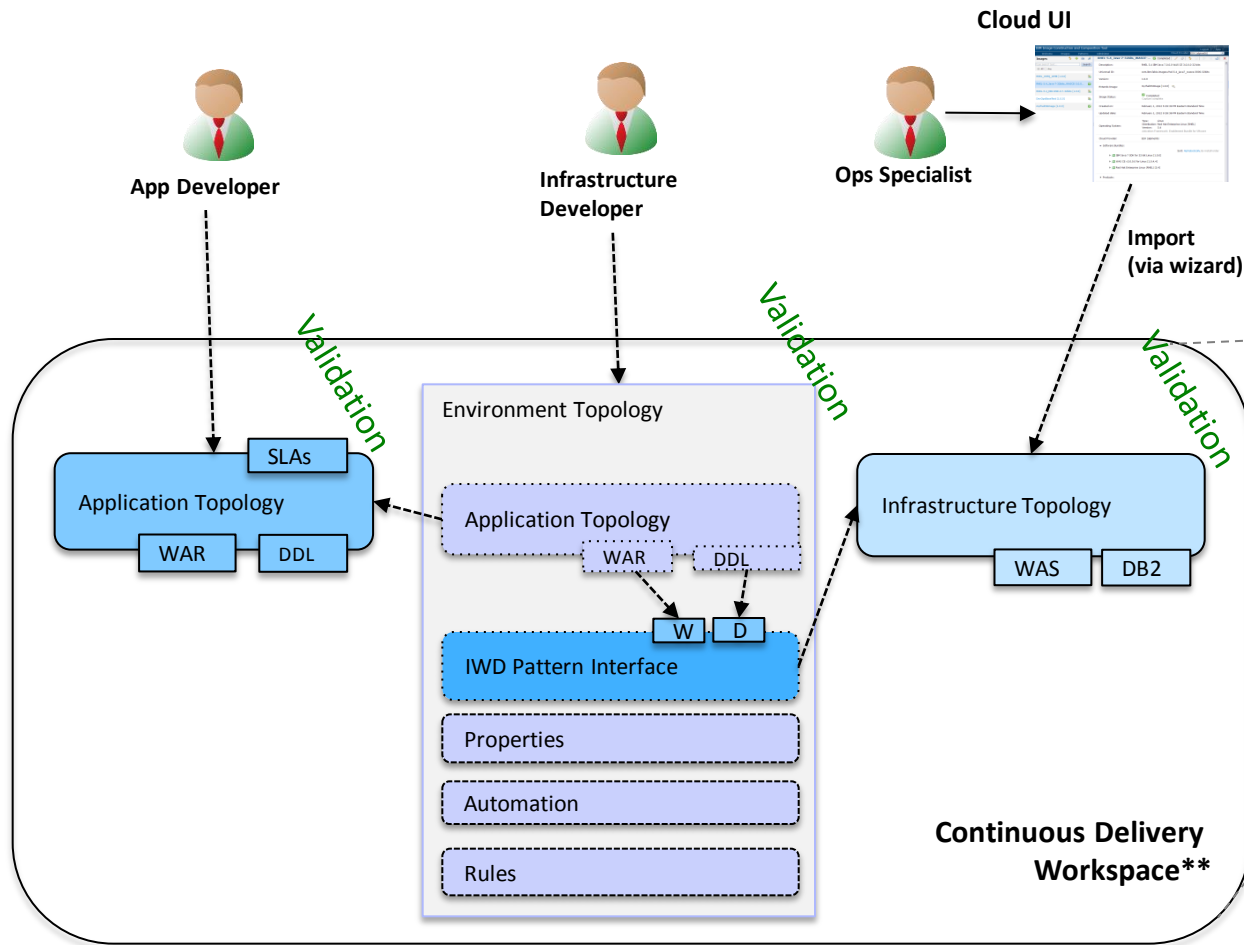 Cloud UI
App Developer
Infrastructure
Developer
Ops Specialist
Import
(via wizard)
Validation
Validation
Validation
Environment Topology
SLAs
Application Topology
WAR
DDL
Application Topology
WAR
DDL
W
D
IWD Pattern Interface
Properties
Automation
Rules
Infrastructure Topology
WAS
DB2
Continuous Delivery
Workspace**